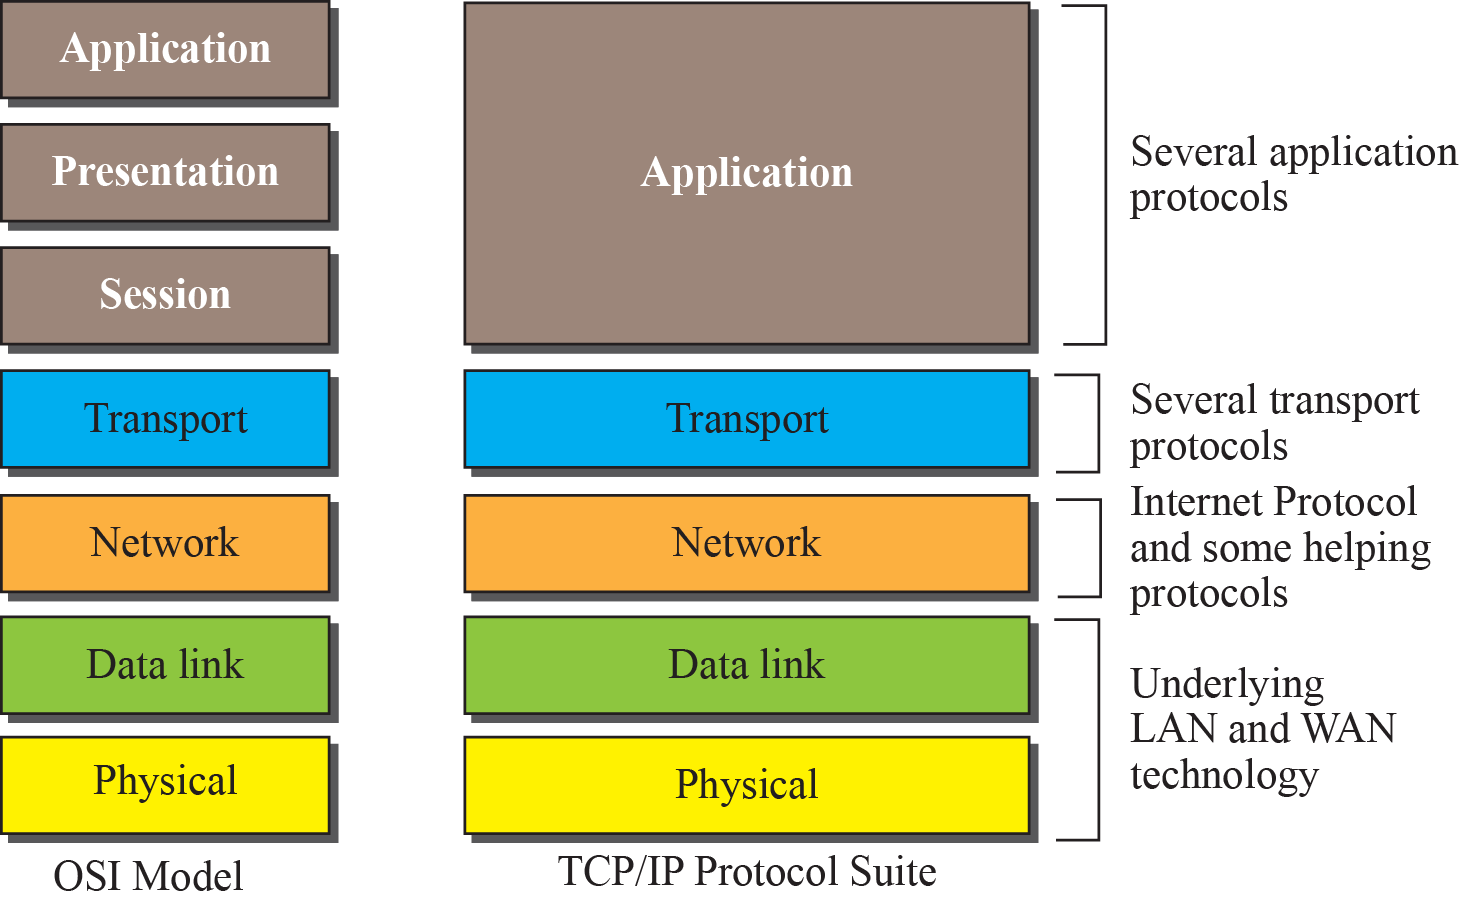 Application
Presentation
Session
Transport
Network
Data link
Physical
OSI Model
Application
Transport
Network
Data link
Physical
TCP/IP Protocol Suite
Several application
protocols
Several transport
protocols
Internet Protocol
and some helping
protocols
Underlying
LAN and WAN
technology